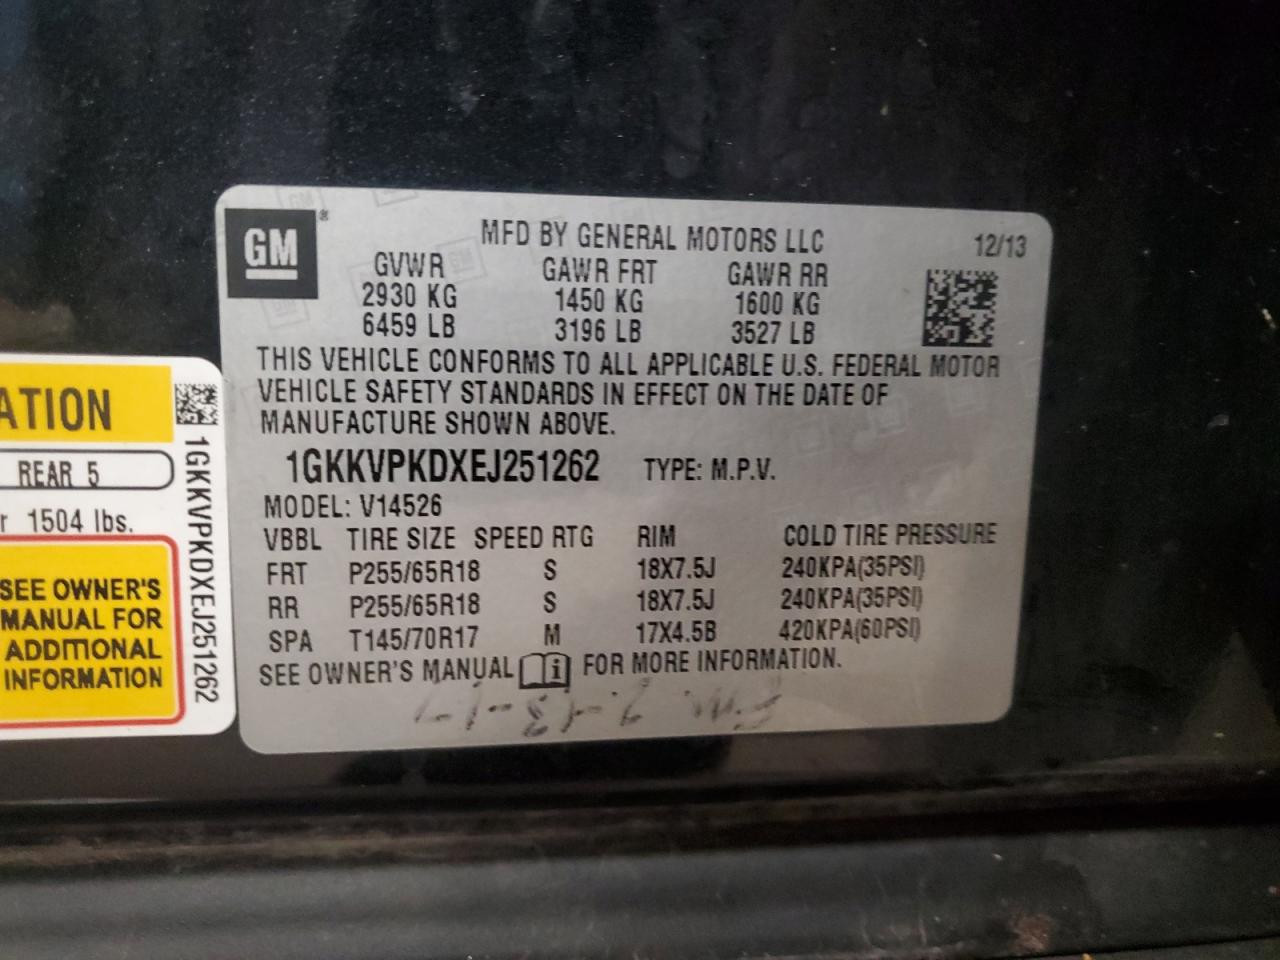 GM
®
MFD BY GENERAL MOTORS LLC
12/13
GVWR GAWR FRT GAWR RR
2930 KG 1450 KG 1600 KG
6459 LB 3196 LB 3527 LB
THIS VEHICLE CONFORMS TO ALL APPLICABLE U.S. FEDERAL MOTOR
VEHICLE SAFETY STANDARDS IN EFFECT ON THE DATE OF
MANUFACTURE SHOWN ABOVE.
1GKKVPKDXEJ251262 TYPE: M.P.V.
MODEL: V14526
VBBL TIRE SIZE SPEED RTG RIM COLD TIRE PRESSURE
FRT P255/65R18 S 18X7.5J 240KPA(35PSI)
RR P255/65R18 S 18X7.5J 240KPA(35PSI)
SPA T145/70R17 M 17X4.5B 420KPA(60PSI)
SEE OWNER'S MANUAL i FOR MORE INFORMATION.
ATION
REAR 5
r 1504 lbs.
SEE OWNER'S
MANUAL FOR
ADDITIONAL
INFORMATION
1GKKVPKDXEJ251262